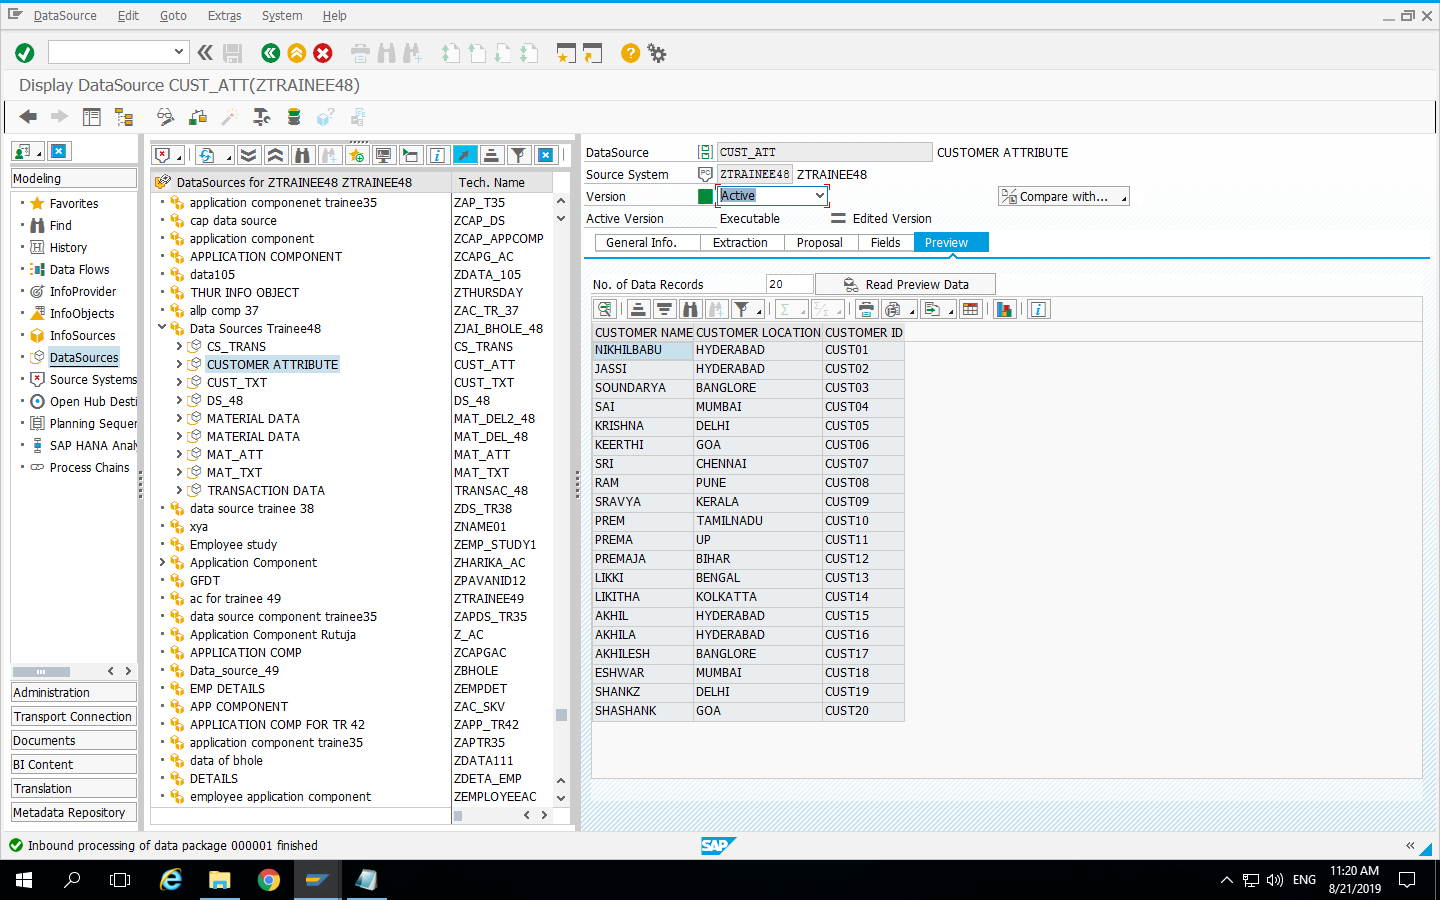 DataSource Edit Goto Extras System Help
Display DataSource CUST_ATT(ZTRAINEE48)
Modeling
Favorites
Find
History
Data Flows
InfoProvider
InfoObjects
InfoSources
DataSources
Source Systems
Open Hub Desti
Planning Sequer
SAP HANA Anal
Process Chains
Administration
Transport Connection
Documents
BI Content
Translation
Metadata Repository
DataSources for ZTRAINEE48 ZTRAINEE48 Tech. Name
application componenet trainee35 ZAP_T35
cap data source ZCAP_DS
application component ZCAP_APPCOMP
APPLICATION COMPONENT ZCAPG_AC
data105 ZDATA_105
THUR INFO OBJECT ZTHURSDAY
allp comp 37 ZAC_TR_37
Data Sources Trainee48 ZJAI_BHOLE_48
CS_TRANS CS_TRANS
CUSTOMER ATTRIBUTE CUST_ATT
CUST_TXT CUST_TXT
DS_48 DS_48
MATERIAL DATA MAT_DEL2_48
MATERIAL DATA MAT_DEL_48
MAT_ATT MAT_ATT
MAT_TXT MAT_TXT
TRANSACTION DATA TRANSAC_48
data source trainee 38 ZDS_TR38
xya ZNAME01
Employee study ZEMP_STUDY1
Application Component ZHARIKA_AC
GFDT ZPAVANID12
ac for trainee 49 ZTRAINEE49
data source component trainee35 ZAPDS_TR35
Application Component Rutuja Z_AC
APPLICATION COMP ZCAPGAC
Data_source_49 ZBHOLE
EMP DETAILS ZEMPDET
APP COMPONENT ZAC_SKV
APPLICATION COMP FOR TR 42 ZAPP_TR42
application component traine35 ZAPTR35
data of bhole ZDATA111
DETAILS ZDETA_EMP
employee application component ZEMPLOYEEAC
DataSource CUST_ATT CUSTOMER ATTRIBUTE
Source System PC ZTRAINEE48 ZTRAINEE48
Version Active Compare with...
Active Version Executable Edited Version
General Info. Extraction Proposal Fields Preview
No. of Data Records 20 Read Preview Data
CUSTOMER NAME CUSTOMER LOCATION CUSTOMER ID
NIKHILBABU HYDERABAD CUST01
JASSI HYDERABAD CUST02
SOUNDARYA BANGLORE CUST03
SAI MUMBAI CUST04
KRISHNA DELHI CUST05
KEERTHI GOA CUST06
SRI CHENNAI CUST07
RAM PUNE CUST08
SRAVYA KERALA CUST09
PREM TAMILNADU CUST10
PREMA UP CUST11
PREMAJA BIHAR CUST12
LIKKI BENGAL CUST13
LIKITHA KOLKATTA CUST14
AKHIL HYDERABAD CUST15
AKHILA HYDERABAD CUST16
AKHILESH BANGLORE CUST17
ESHWAR MUMBAI CUST18
SHANKZ DELHI CUST19
SHASHANK GOA CUST20
Inbound processing of data package 000001 finished
SAP
ENG
11:20 AM
8/21/2019